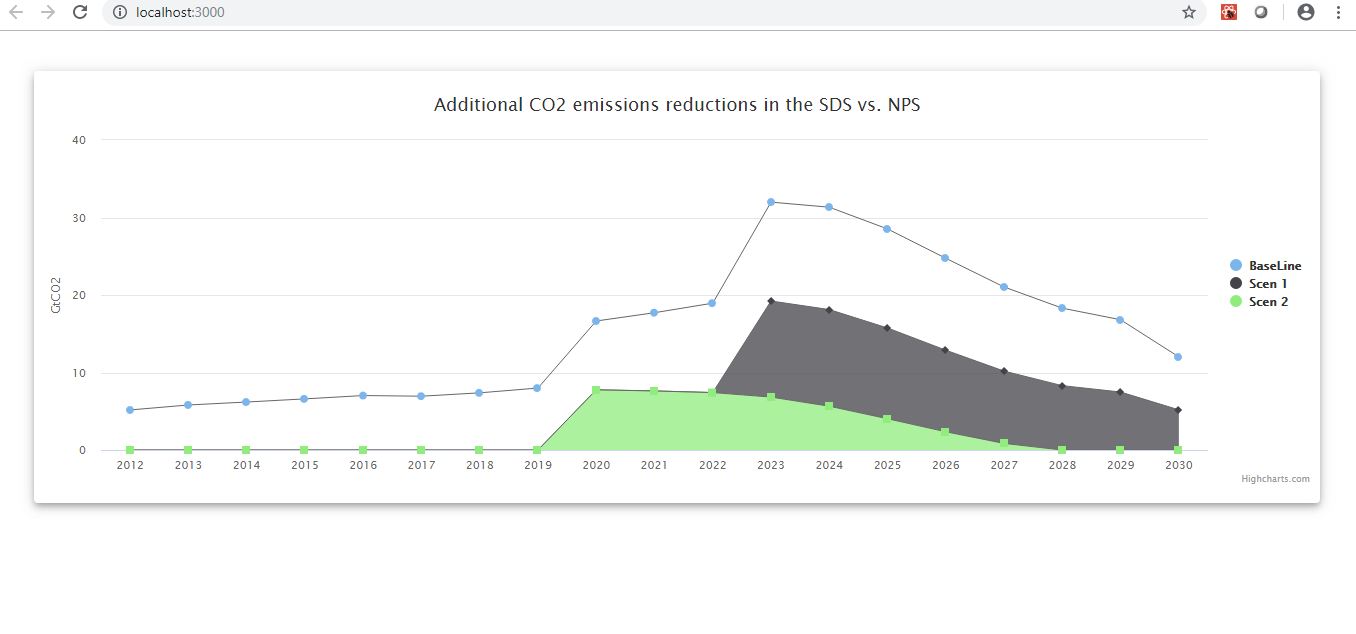 localhost:3000
Additional CO2 emissions reductions in the SDS vs. NPS
40
30
20
10
0
GtCO2
2012 2013 2014 2015 2016 2017 2018 2019 2020 2021 2022 2023 2024 2025 2026 2027 2028 2029 2030
BaseLine
Scen 1
Scen 2
Highcharts.com